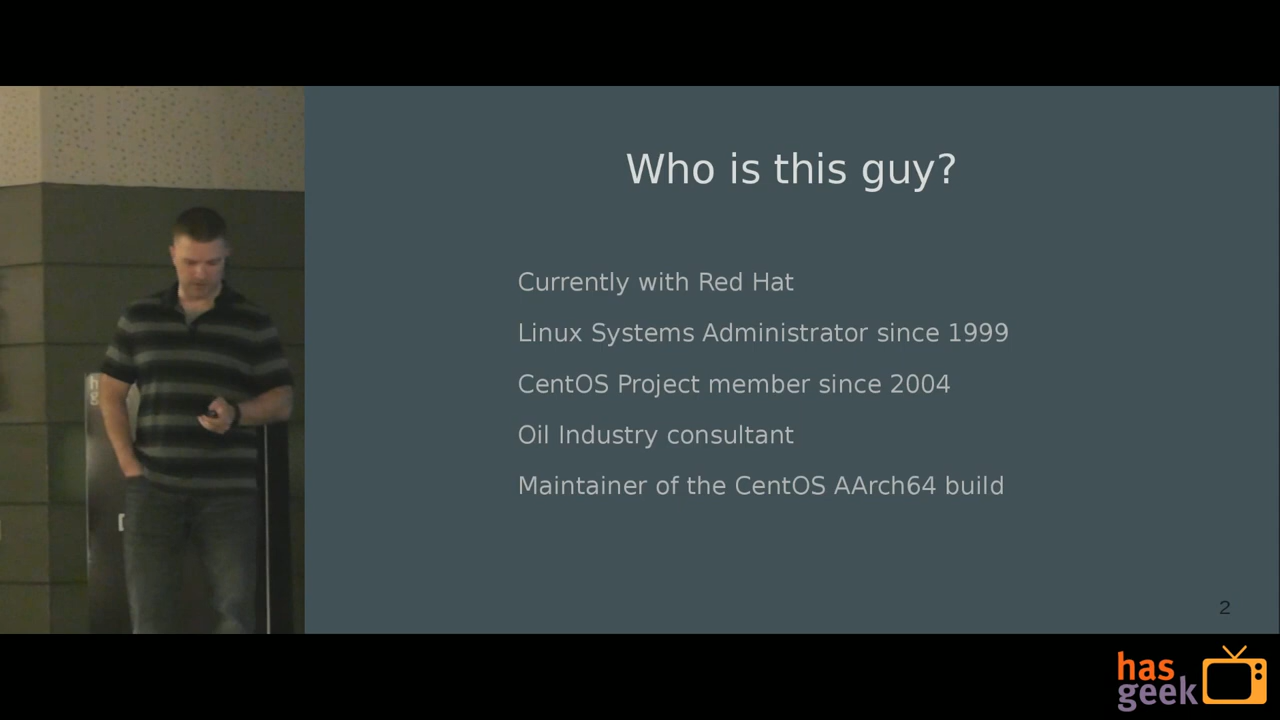 Who is this guy?
Currently with Red Hat
Linux Systems Administrator since 1999
CentOS Project member since 2004
Oil Industry consultant
Maintainer of the CentOS AArch64 build
2
has
geek